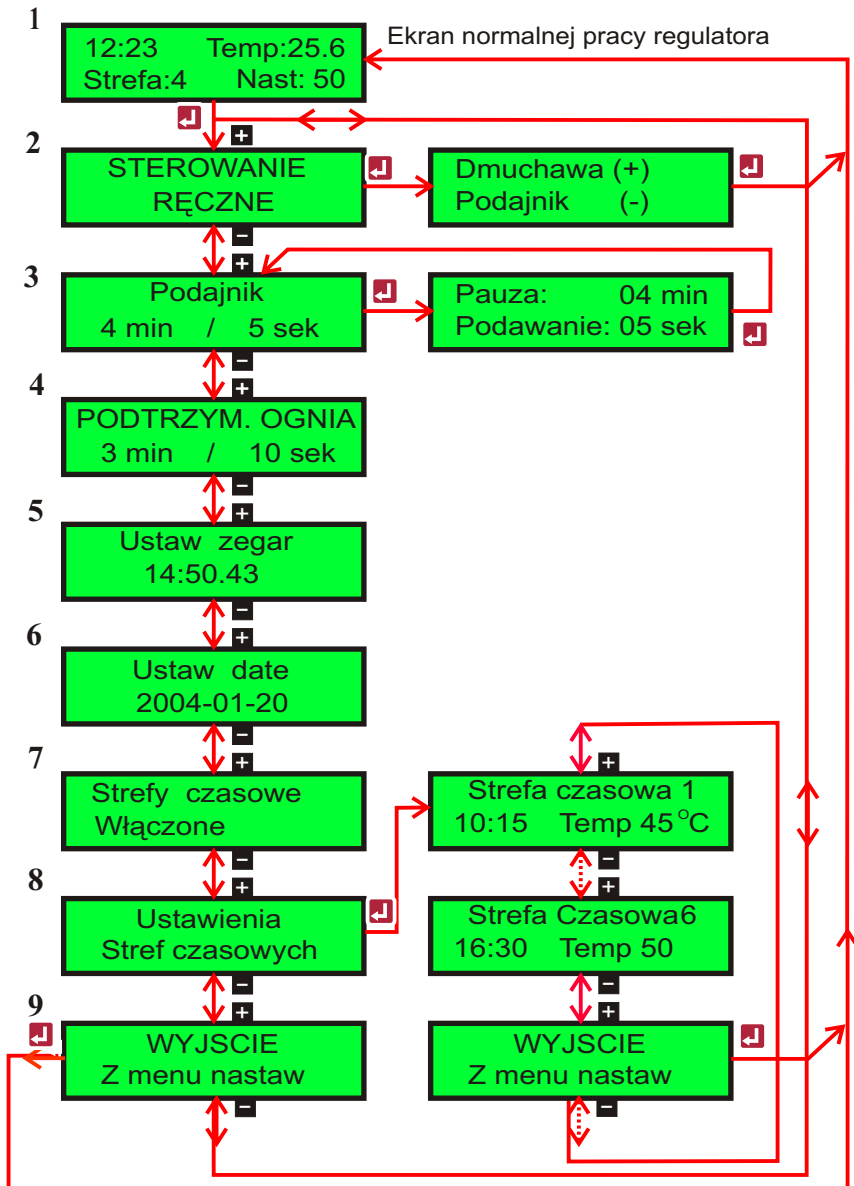 1
12:23 Temp:25.6
Strefa:4 Nast: 50
Ekran normalnej pracy regulatora
+
2
STEROWANIE
RĘCZNE
Dmuchawa (+)
Podajnik (-)
-
+
3
Podajnik
4 min / 5 sek
Pauza: 04 min
Podawanie: 05 sek
-
+
4
PODTRZYM. OGNIA
3 min / 10 sek
-
+
5
Ustaw zegar
14:50.43
-
+
6
Ustaw date
2004-01-20
-
+
7
Strefy czasowe
Włączone
+
Strefa czasowa 1
10:15 Temp 45°C
-
+
-
+
8
Ustawienia
Stref czasowych
Strefa Czasowa6
16:30 Temp 50
-
+
-
+
9
WYJSCIE
Z menu nastaw
WYJSCIE
Z menu nastaw
-
-